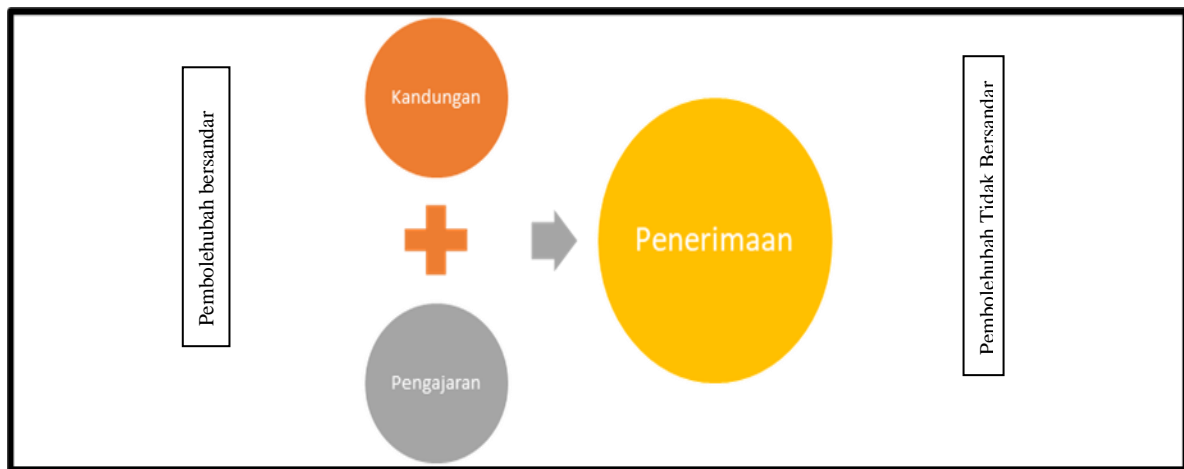 Pembolehubah bersandar
Kandungan
Pengajaran
Penerimaan
Pembolehubah Tidak Bersandar